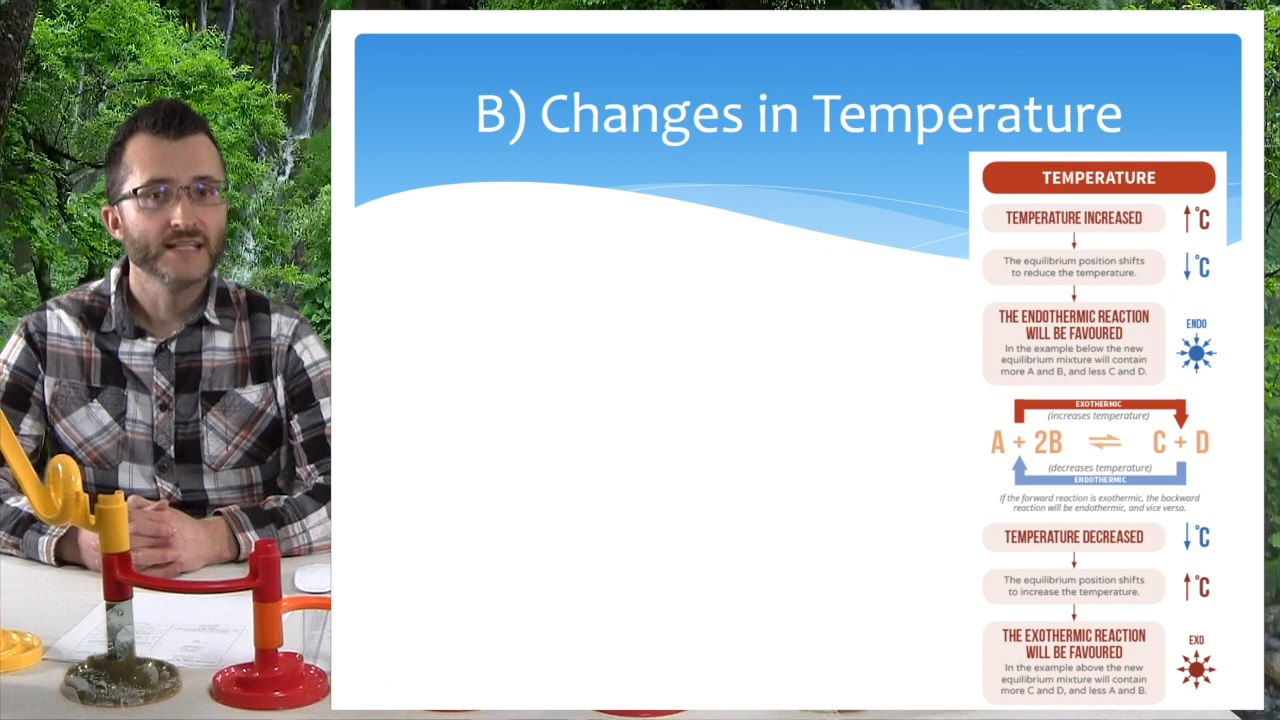 B) Changes in Temperature
TEMPERATURE
TEMPERATURE INCREASED
↑°C
The equilibrium position shifts
to reduce the temperature.
↓°C
THE ENDOTHERMIC REACTION
WILL BE FAVOURED
In the example below the new
equilibrium mixture will contain
more A and B, and less C and D.
ENDO
EXOTHERMIC
(increases temperature)
A + 2B ⇌ C + D
(decreases temperature)
ENDOTHERMIC
If the forward reaction is exothermic, the backward
reaction will be endothermic, and vice versa.
TEMPERATURE DECREASED
↓°C
The equilibrium position shifts
to increase the temperature.
↑°C
THE EXOTHERMIC REACTION
WILL BE FAVOURED
In the example above the new
equilibrium mixture will contain
more C and D, and less A and B.
EXO